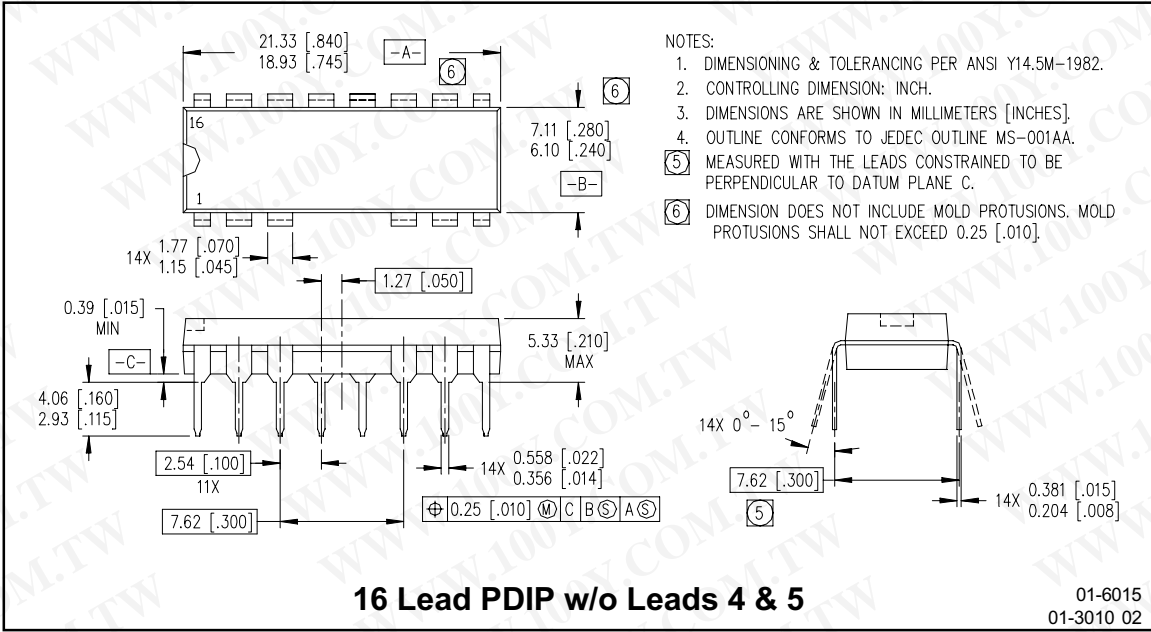 21.33 [.840]
18.93 [.745]
-A-
6
6
16
1
7.11 [.280]
6.10 [.240]
-B-
NOTES:
1. DIMENSIONING & TOLERANCING PER ANSI Y14.5M-1982.
2. CONTROLLING DIMENSION: INCH.
3. DIMENSIONS ARE SHOWN IN MILLIMETERS [INCHES].
4. OUTLINE CONFORMS TO JEDEC OUTLINE MS-001AA.
5 MEASURED WITH THE LEADS CONSTRAINED TO BE
PERPENDICULAR TO DATUM PLANE C.
6 DIMENSION DOES NOT INCLUDE MOLD PROTUSIONS. MOLD
PROTUSIONS SHALL NOT EXCEED 0.25 [.010].
14X 1.77 [.070]
1.15 [.045]
1.27 [.050]
0.39 [.015]
MIN
-C-
5.33 [.210]
MAX
4.06 [.160]
2.93 [.115]
2.54 [.100]
11X
14X 0.558 [.022]
0.356 [.014]
⌖ 0.25 [.010] Ⓜ C B Ⓢ A Ⓢ
7.62 [.300]
14X 0° - 15°
7.62 [.300]
5
14X 0.381 [.015]
0.204 [.008]
16 Lead PDIP w/o Leads 4 & 5
01-6015
01-3010 02
WWW.100Y.COM.TW